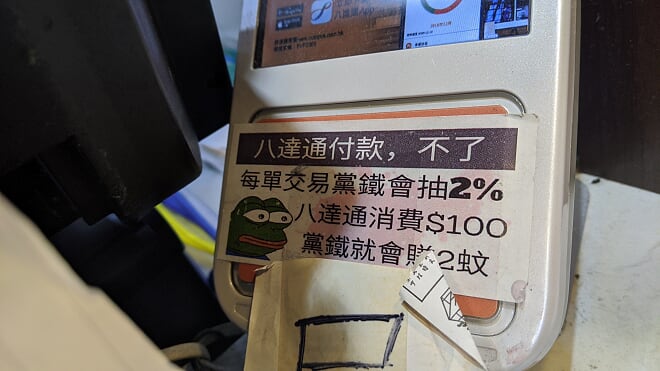 八達通付款，不了
每單交易黨鐵會抽2%
八達通消費$100
黨鐵就會賺2蚊